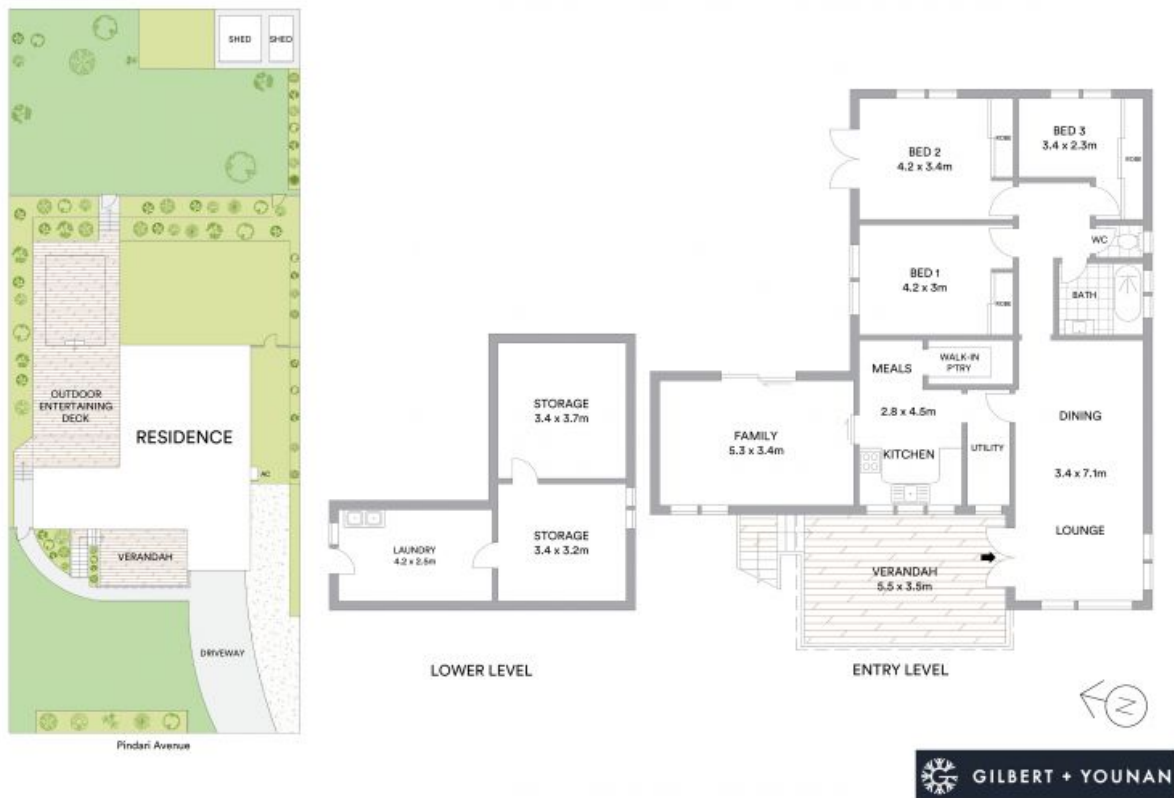 SHED
SHED
OUTDOOR
ENTERTAINING
DECK
RESIDENCE
AC
VERANDAH
DRIVEWAY
Pindari Avenue
STORAGE
3.4 x 3.7m
STORAGE
3.4 x 3.2m
LAUNDRY
4.2 x 2.5m
LOWER LEVEL
BED 2
4.2 x 3.4m
ROBE
BED 3
3.4 x 2.3m
ROBE
WC
BED 1
4.2 x 3m
ROBE
BATH
MEALS
WALK-IN
P'TRY
2.8 x 4.5m
KITCHEN
UTILITY
FAMILY
5.3 x 3.4m
DINING
3.4 x 7.1m
LOUNGE
VERANDAH
5.5 x 3.5m
ENTRY LEVEL
N
GILBERT + YOUNAN